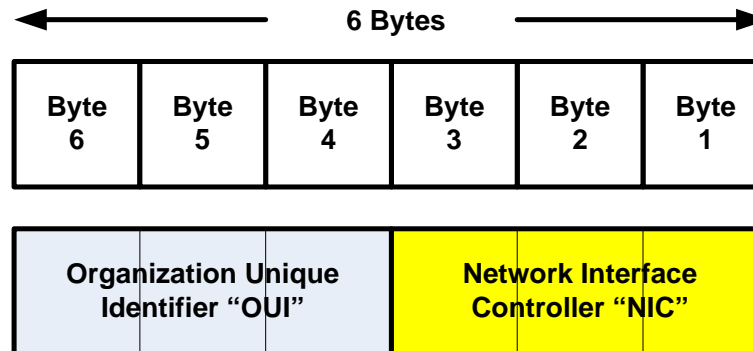 6 Bytes
Byte 6
Byte 5
Byte 4
Byte 3
Byte 2
Byte 1
Organization Unique
Identifier “OUI”
Network Interface
Controller “NIC”